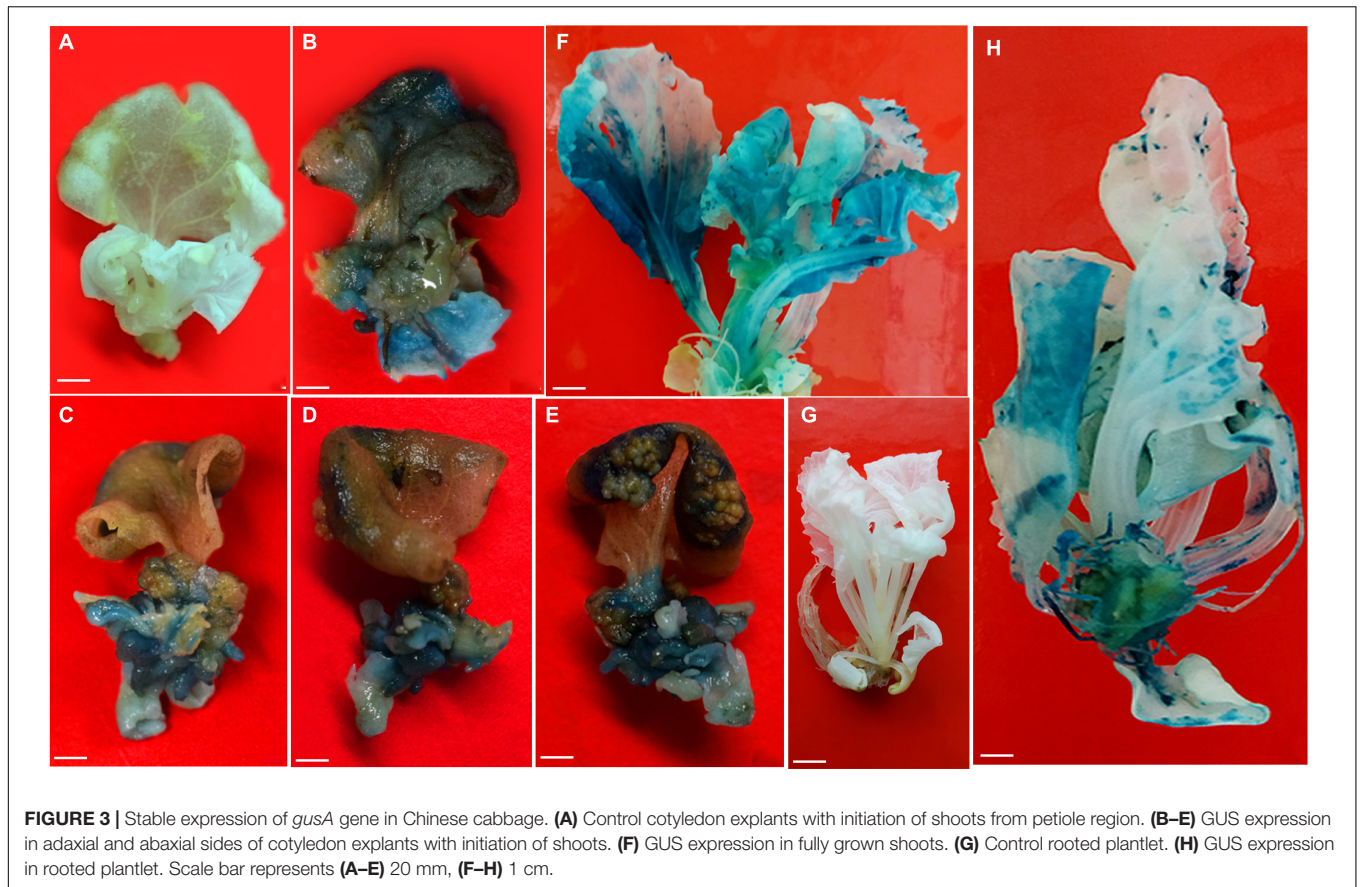 A
B
F
H
C
D
E
G
FIGURE 3 | Stable expression of gusA gene in Chinese cabbage. (A) Control cotyledon explants with initiation of shoots from petiole region. (B–E) GUS expression
in adaxial and abaxial sides of cotyledon explants with initiation of shoots. (F) GUS expression in fully grown shoots. (G) Control rooted plantlet. (H) GUS expression
in rooted plantlet. Scale bar represents (A–E) 20 mm, (F–H) 1 cm.